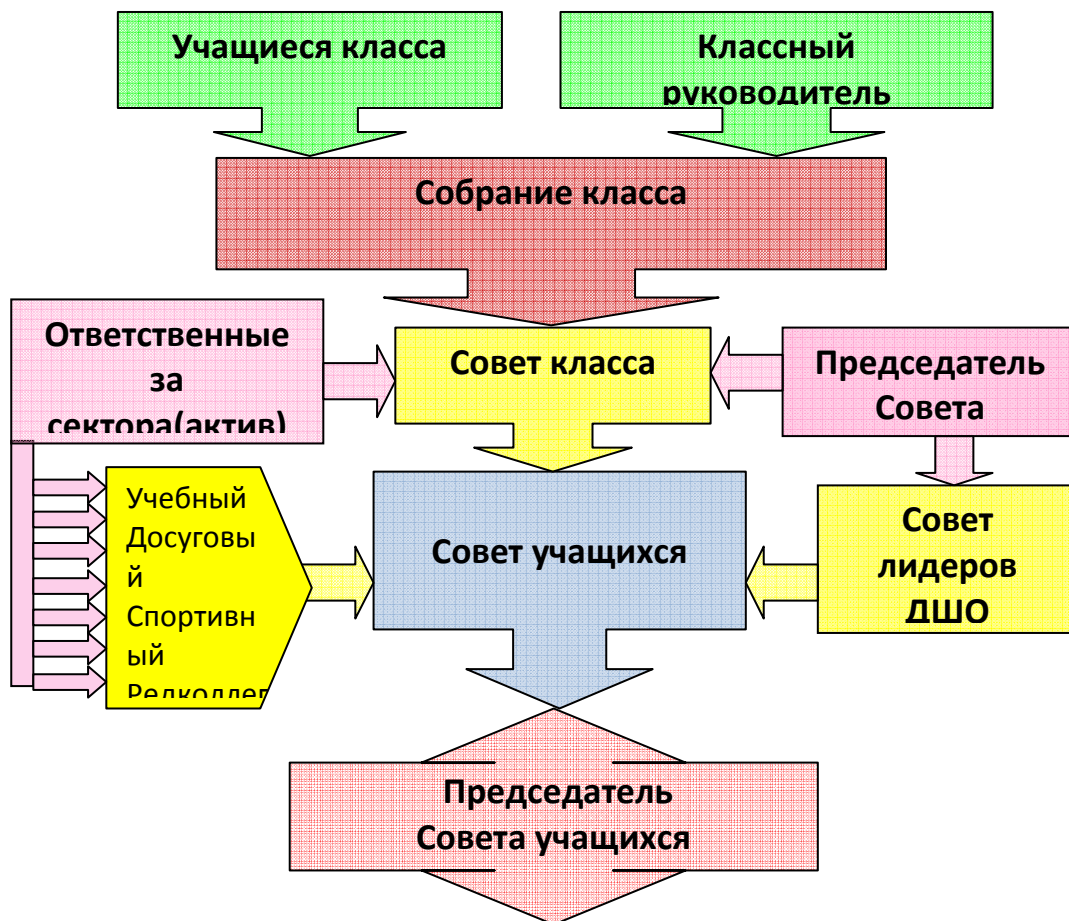 Учащиеся класса
Классный
руководитель
Собрание класса
Ответственные
за
сектора(актив)
Совет класса
Председатель
Совета
Учебный
Досуговы
й
Спортивн
ый
Редколлег
Совет учащихся
Совет
лидеров
ДШО
Председатель
Совета учащихся